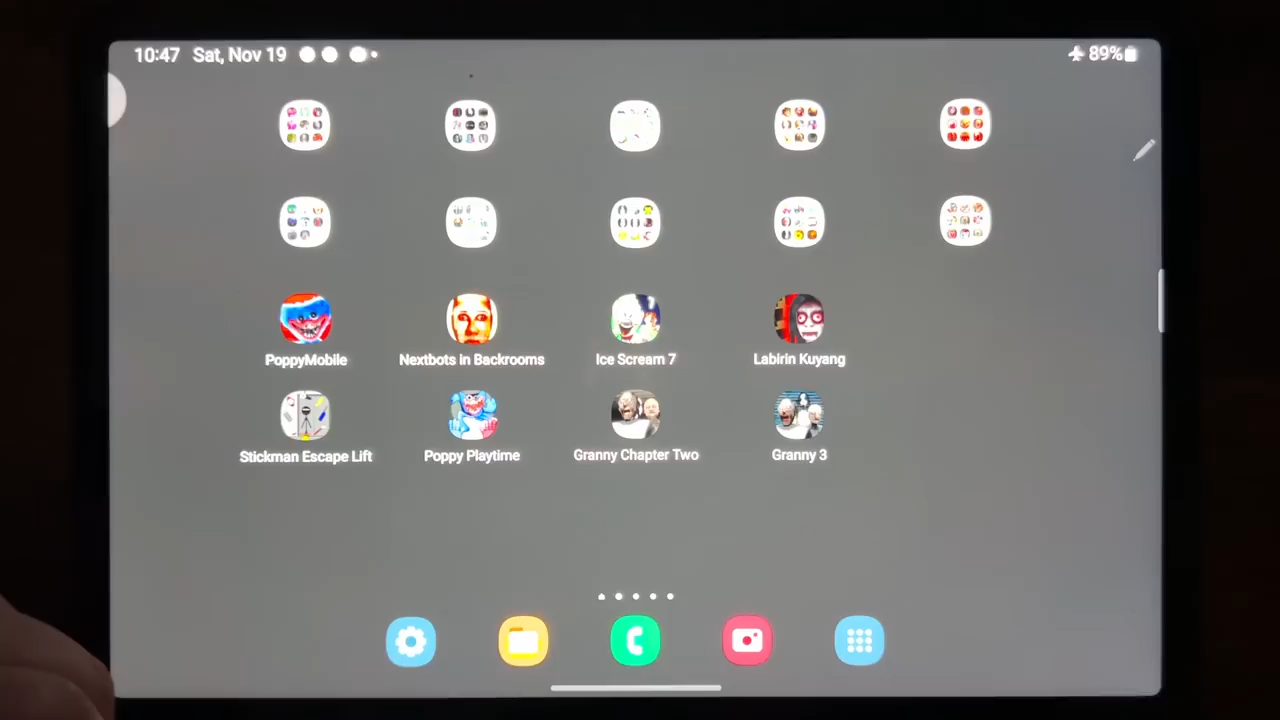 10:47 Sat, Nov 19
89%
PoppyMobile
Nextbots In Backrooms
Ice Scream 7
Labirin Kuyang
Stickman Escape Lift
Poppy Playtime
Granny Chapter Two
Granny 3